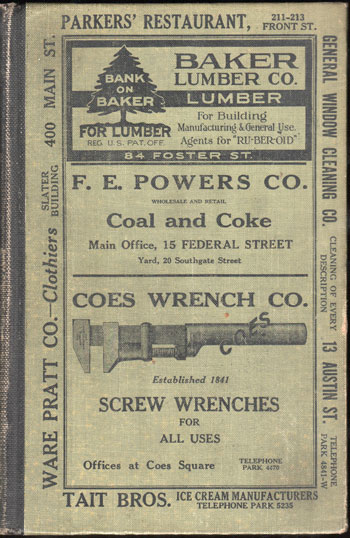 PARKERS' RESTAURANT, 211-213 FRONT ST.
WARE PRATT CO.—Clothiers SLATER BUILDING 400 MAIN ST.
BANK ON BAKER
FOR LUMBER
REG. U.S. PAT. OFF.
BAKER
LUMBER CO.
LUMBER
For Building
Manufacturing & General Use.
Agents for "RU-BER-OID"
84 FOSTER ST.
F. E. POWERS CO.
WHOLESALE AND RETAIL
Coal and Coke
Main Office, 15 FEDERAL STREET
Yard, 20 Southgate Street
COES WRENCH CO.
COES
Established 1841
SCREW WRENCHES
FOR
ALL USES
Offices at Coes Square
TELEPHONE
PARK 4470
GENERAL WINDOW CLEANING CO. CLEANING OF EVERY DESCRIPTION 13 AUSTIN ST. TELEPHONE PARK 4841-W
TAIT BROS. ICE CREAM MANUFACTURERS
TELEPHONE PARK 5235